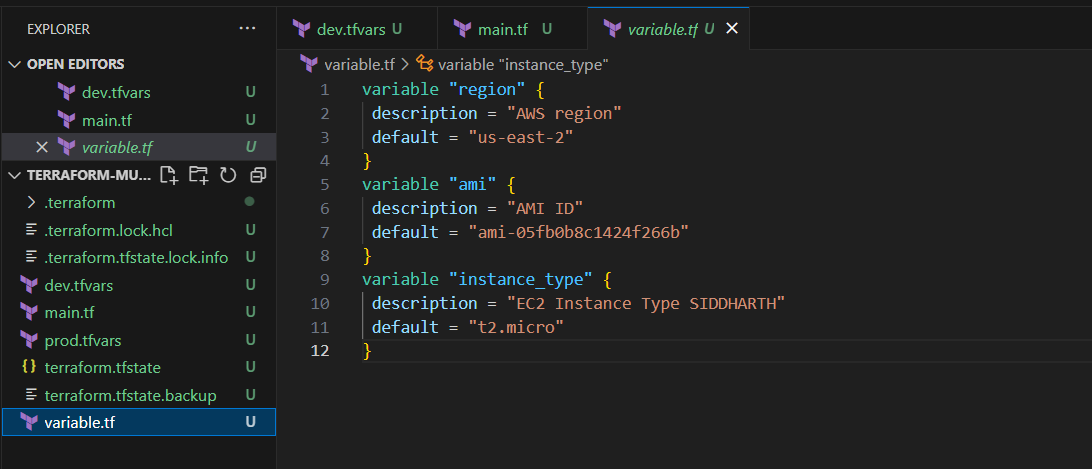 EXPLORER
...
OPEN EDITORS
dev.tfvars U
main.tf U
variable.tf U
TERRAFORM-MU...
.terraform
.terraform.lock.hcl U
.terraform.tfstate.lock.info U
dev.tfvars U
main.tf U
prod.tfvars U
{} terraform.tfstate U
terraform.tfstate.backup U
variable.tf U
dev.tfvars U main.tf U variable.tf U
variable.tf > variable "instance_type"
1 variable "region" {
2 description = "AWS region"
3 default = "us-east-2"
4 }
5 variable "ami" {
6 description = "AMI ID"
7 default = "ami-05fb0b8c1424f266b"
8 }
9 variable "instance_type" {
10 description = "EC2 Instance Type SIDDHARTH"
11 default = "t2.micro"
12 }